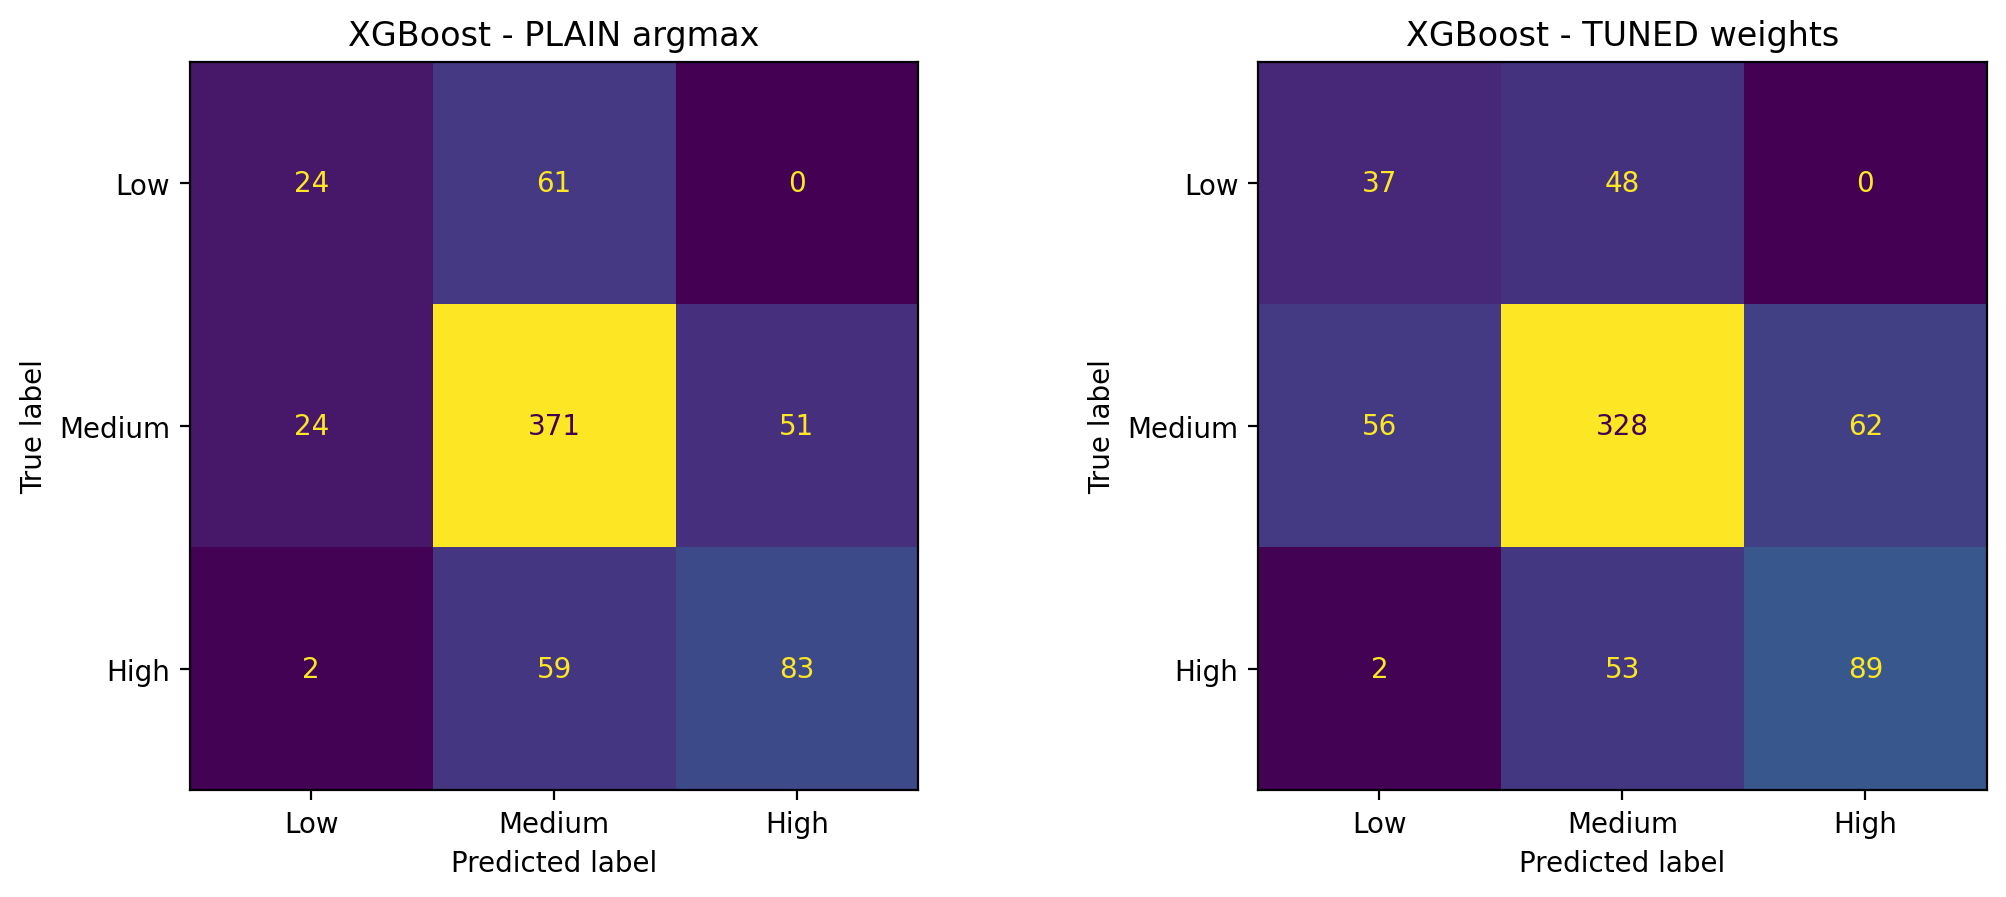 XGBoost - PLAIN argmax
True label
Low 24 61 0
Medium 24 371 51
High 2 59 83
Low Medium High
Predicted label
XGBoost - TUNED weights
True label
Low 37 48 0
Medium 56 328 62
High 2 53 89
Low Medium High
Predicted label